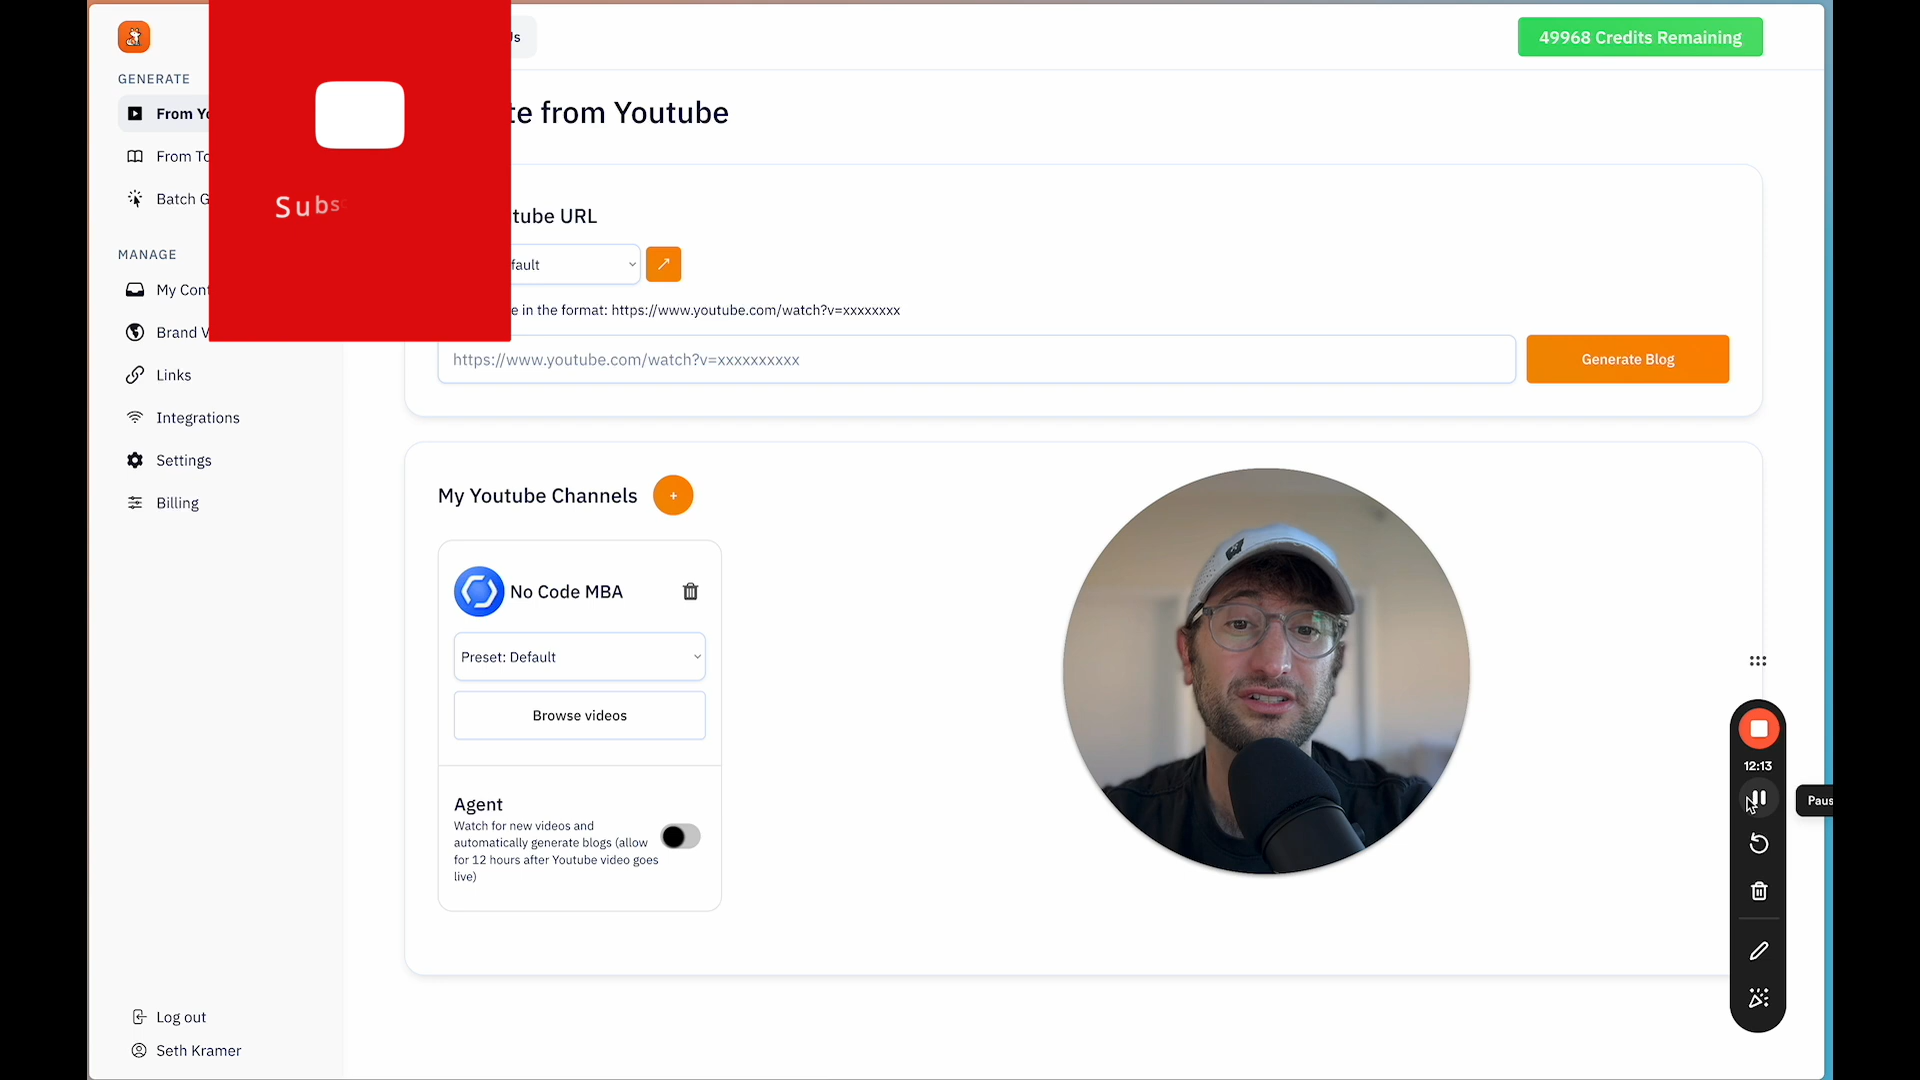 Us
49968 Credits Remaining
GENERATE
From Yo
From To
Batch G
MANAGE
My Cont
Brand V
Links
Integrations
Settings
Billing
Log out
Seth Kramer
Subs
te from Youtube
tube URL
fault
e in the format: https://www.youtube.com/watch?v=xxxxxxxx
https://www.youtube.com/watch?v=xxxxxxxxxx
Generate Blog
My Youtube Channels
+
No Code MBA
Preset: Default
Browse videos
Agent
Watch for new videos and
automatically generate blogs (allow
for 12 hours after Youtube video goes
live)
12:13
Paus